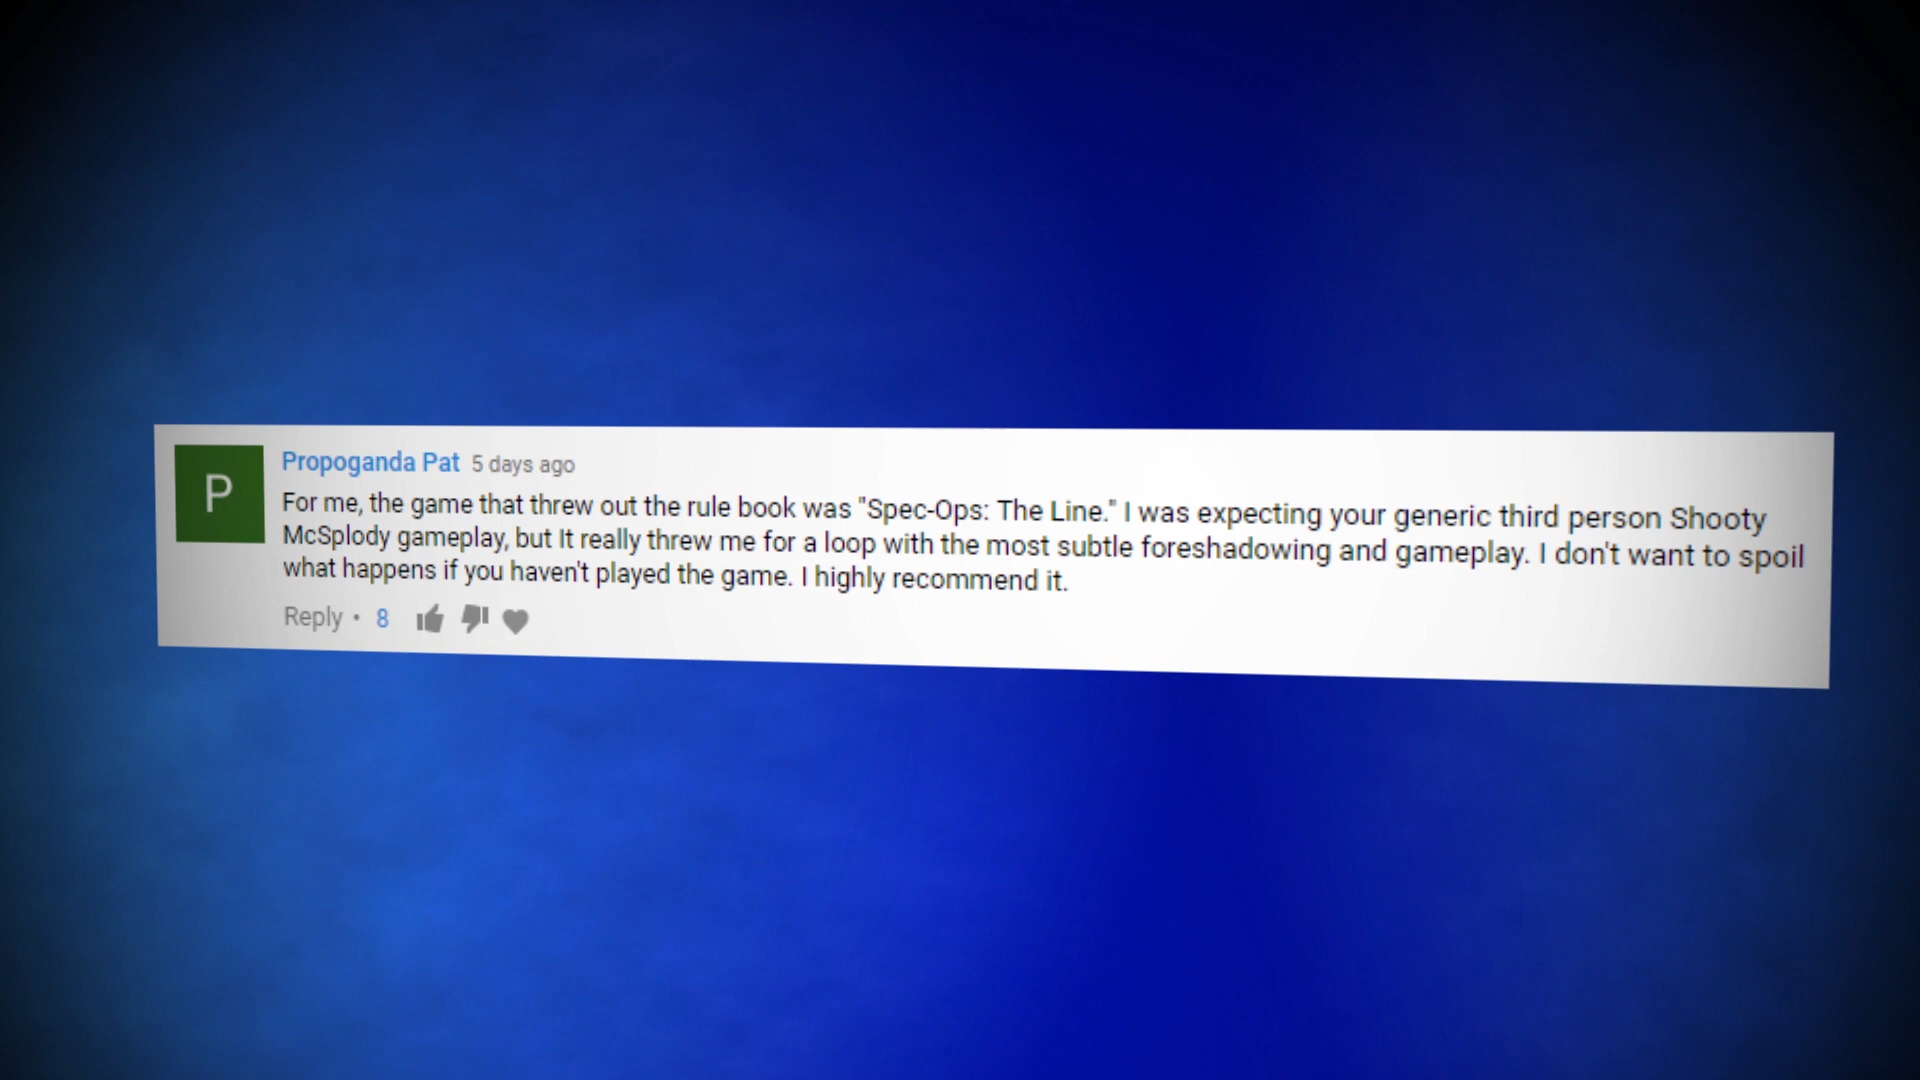 P
Propoganda Pat 5 days ago
For me, the game that threw out the rule book was "Spec-Ops: The Line." I was expecting your generic third person Shooty
McSplody gameplay, but It really threw me for a loop with the most subtle foreshadowing and gameplay. I don't want to spoil
what happens if you haven't played the game. I highly recommend it.
Reply • 8